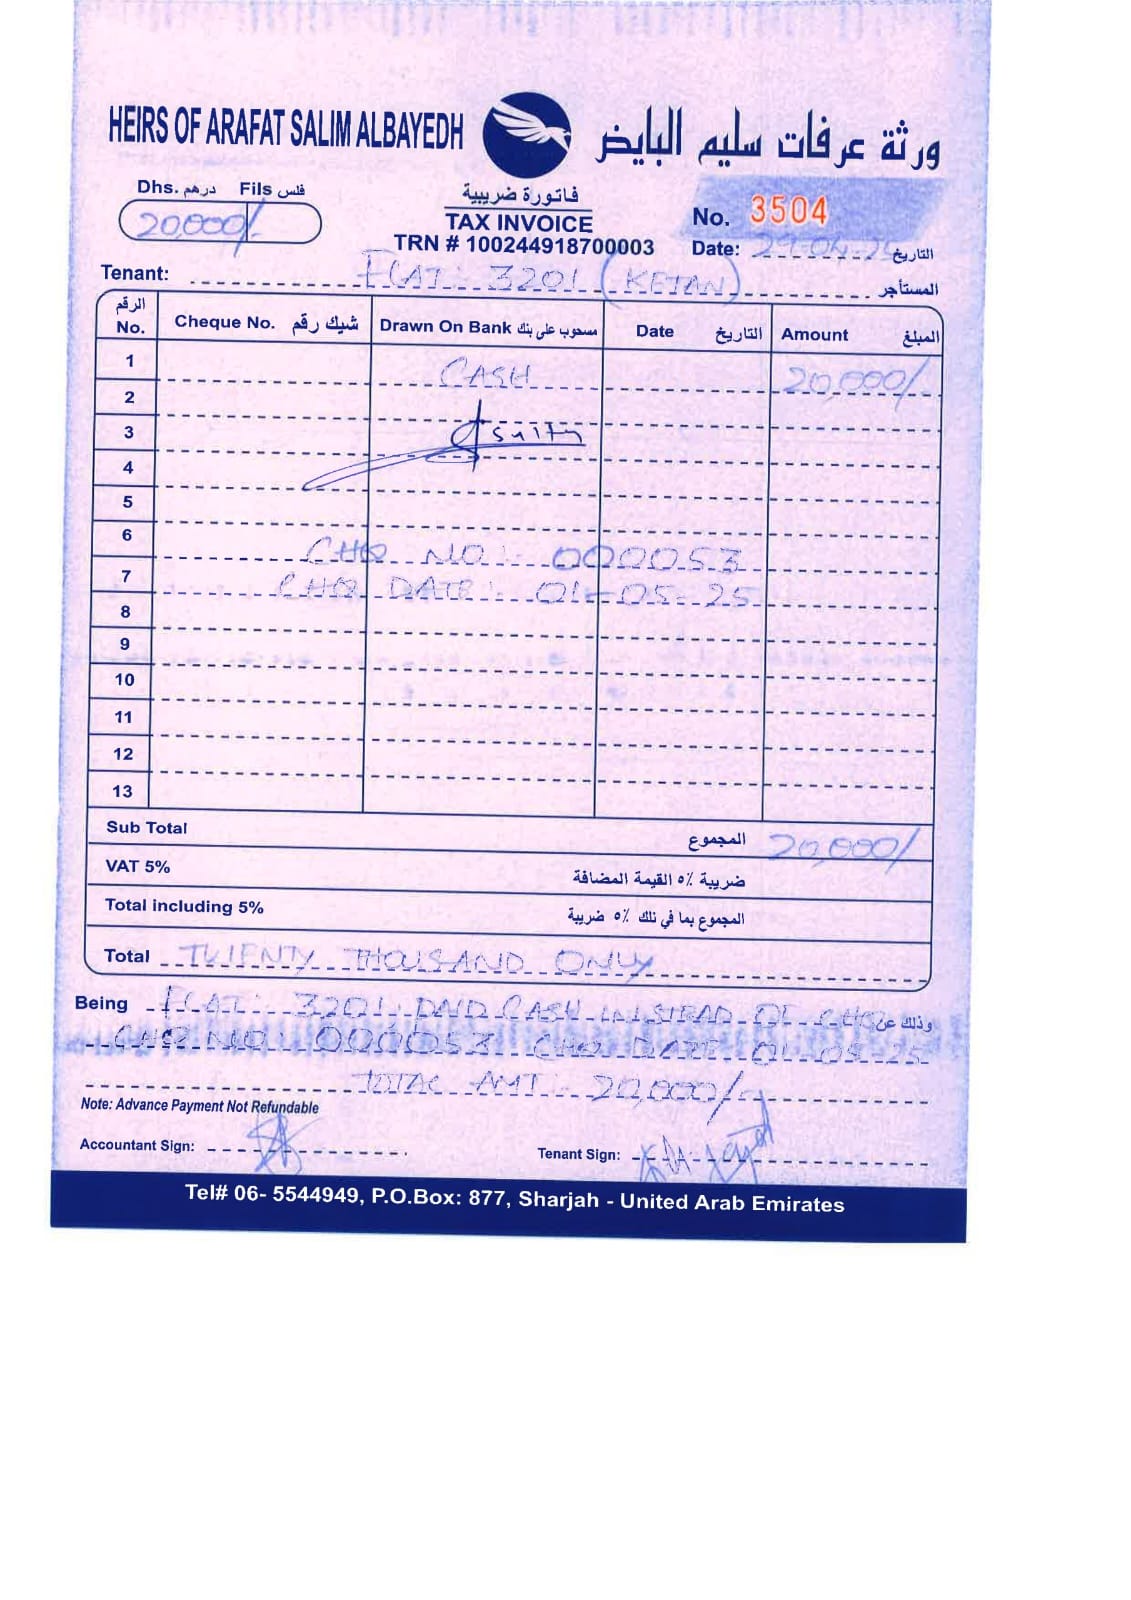 HEIRS OF ARAFAT SALIM ALBAYEDH ورثة عرفات سليم البايض
Dhs. درهم Fils فلس
20,000/-
فاتورة ضريبية
TAX INVOICE
TRN # 100244918700003
No. 3504
Date: 29-04-25 التاريخ
Tenant: FLAT: 3201 (KETAN) المستأجر
الرقم No. Cheque No. شيك رقم Drawn On Bank مسحوب على بنك Date التاريخ Amount المبلغ
1 CASH 20,000/-
2
3
4
5
6 CHQ NO: 000053
7 CHQ DATE: 01-05-25
8
9
10
11
12
13
Sub Total المجموع 20,000/
VAT 5% ضريبة ٥٪ القيمة المضافة
Total including 5% المجموع بما في ذلك ٥٪ ضريبة
Total TWENTY THOUSAND ONLY
Being FLAT: 3201 PAID CASH INSTEAD OF CHQ وذلك عن
CHQ NO 000053 CHQ DATE 01-05-25
TOTAL AMT: 20,000/-
Note: Advance Payment Not Refundable
Accountant Sign: Tenant Sign:
Tel# 06- 5544949, P.O.Box: 877, Sharjah - United Arab Emirates